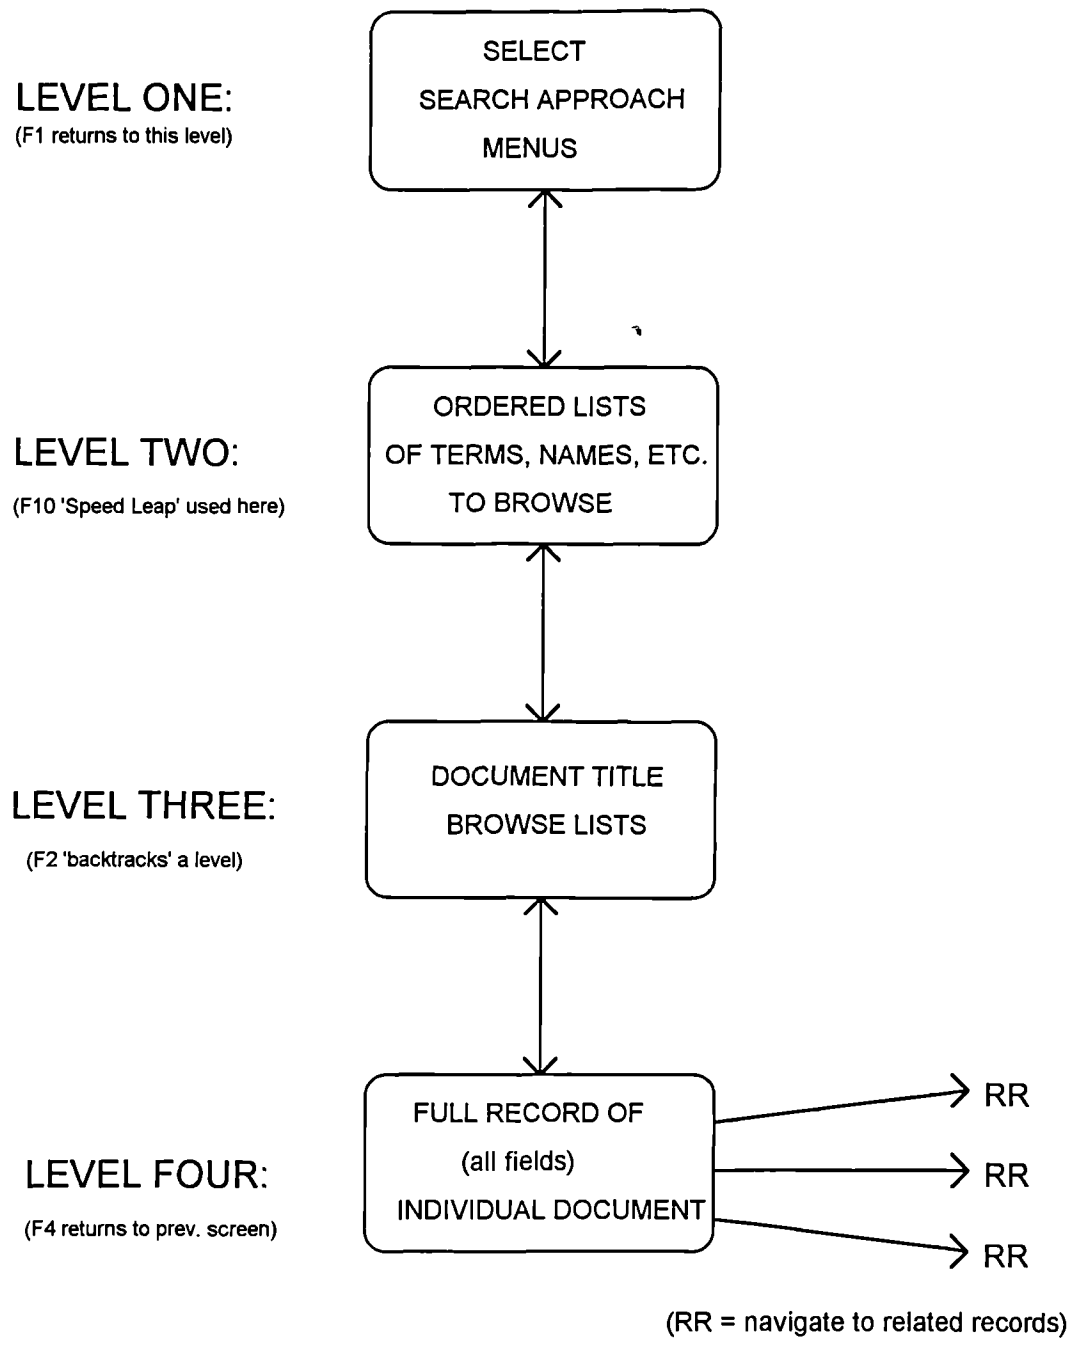 SELECT
SEARCH APPROACH
MENUS
LEVEL ONE:
(F1 returns to this level)
ORDERED LISTS
OF TERMS, NAMES, ETC.
TO BROWSE
LEVEL TWO:
(F10 'Speed Leap' used here)
DOCUMENT TITLE
BROWSE LISTS
LEVEL THREE:
(F2 'backtracks' a level)
FULL RECORD OF
(all fields)
INDIVIDUAL DOCUMENT
LEVEL FOUR:
(F4 returns to prev. screen)
RR
RR
RR
(RR = navigate to related records)